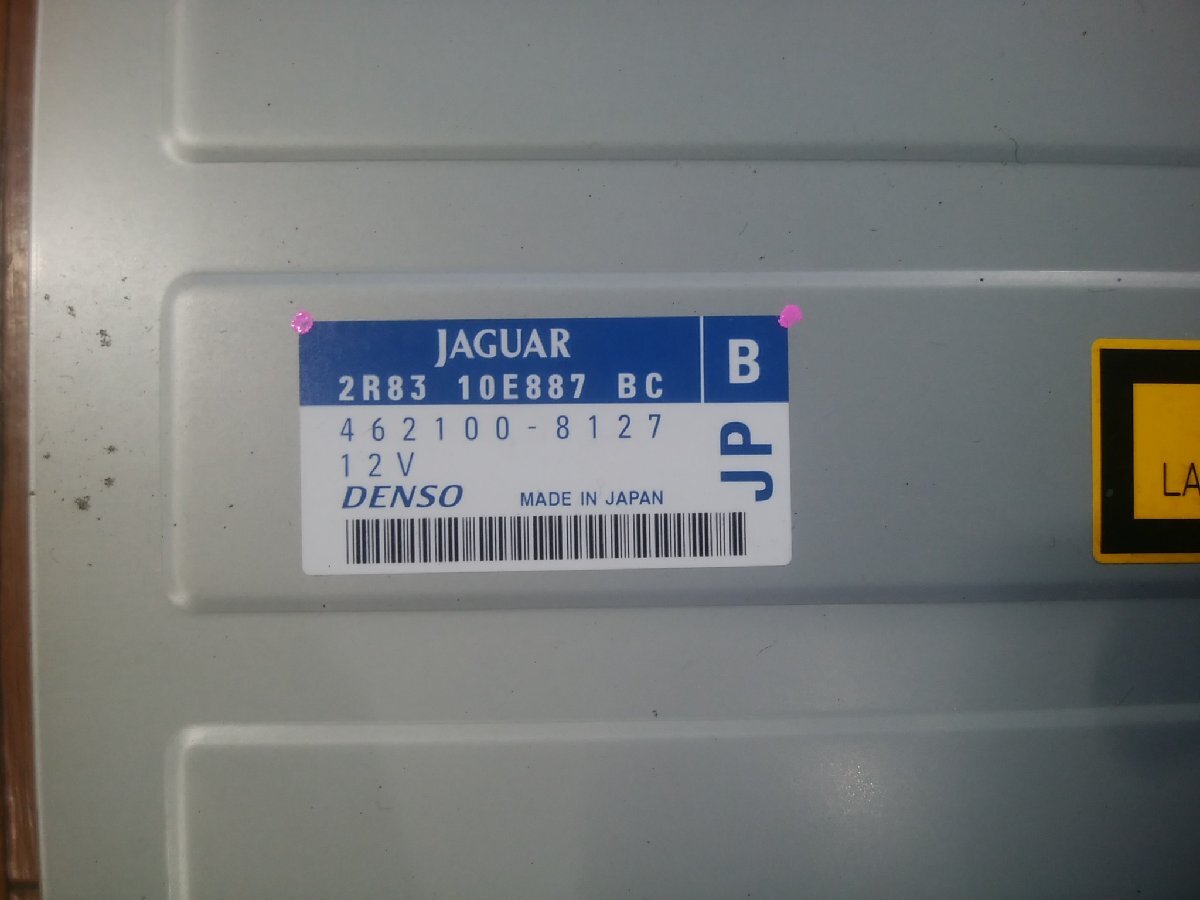 JAGUAR
B
2R83 10E887 BC
462100-8127
12V
JP
DENSO MADE IN JAPAN
LA